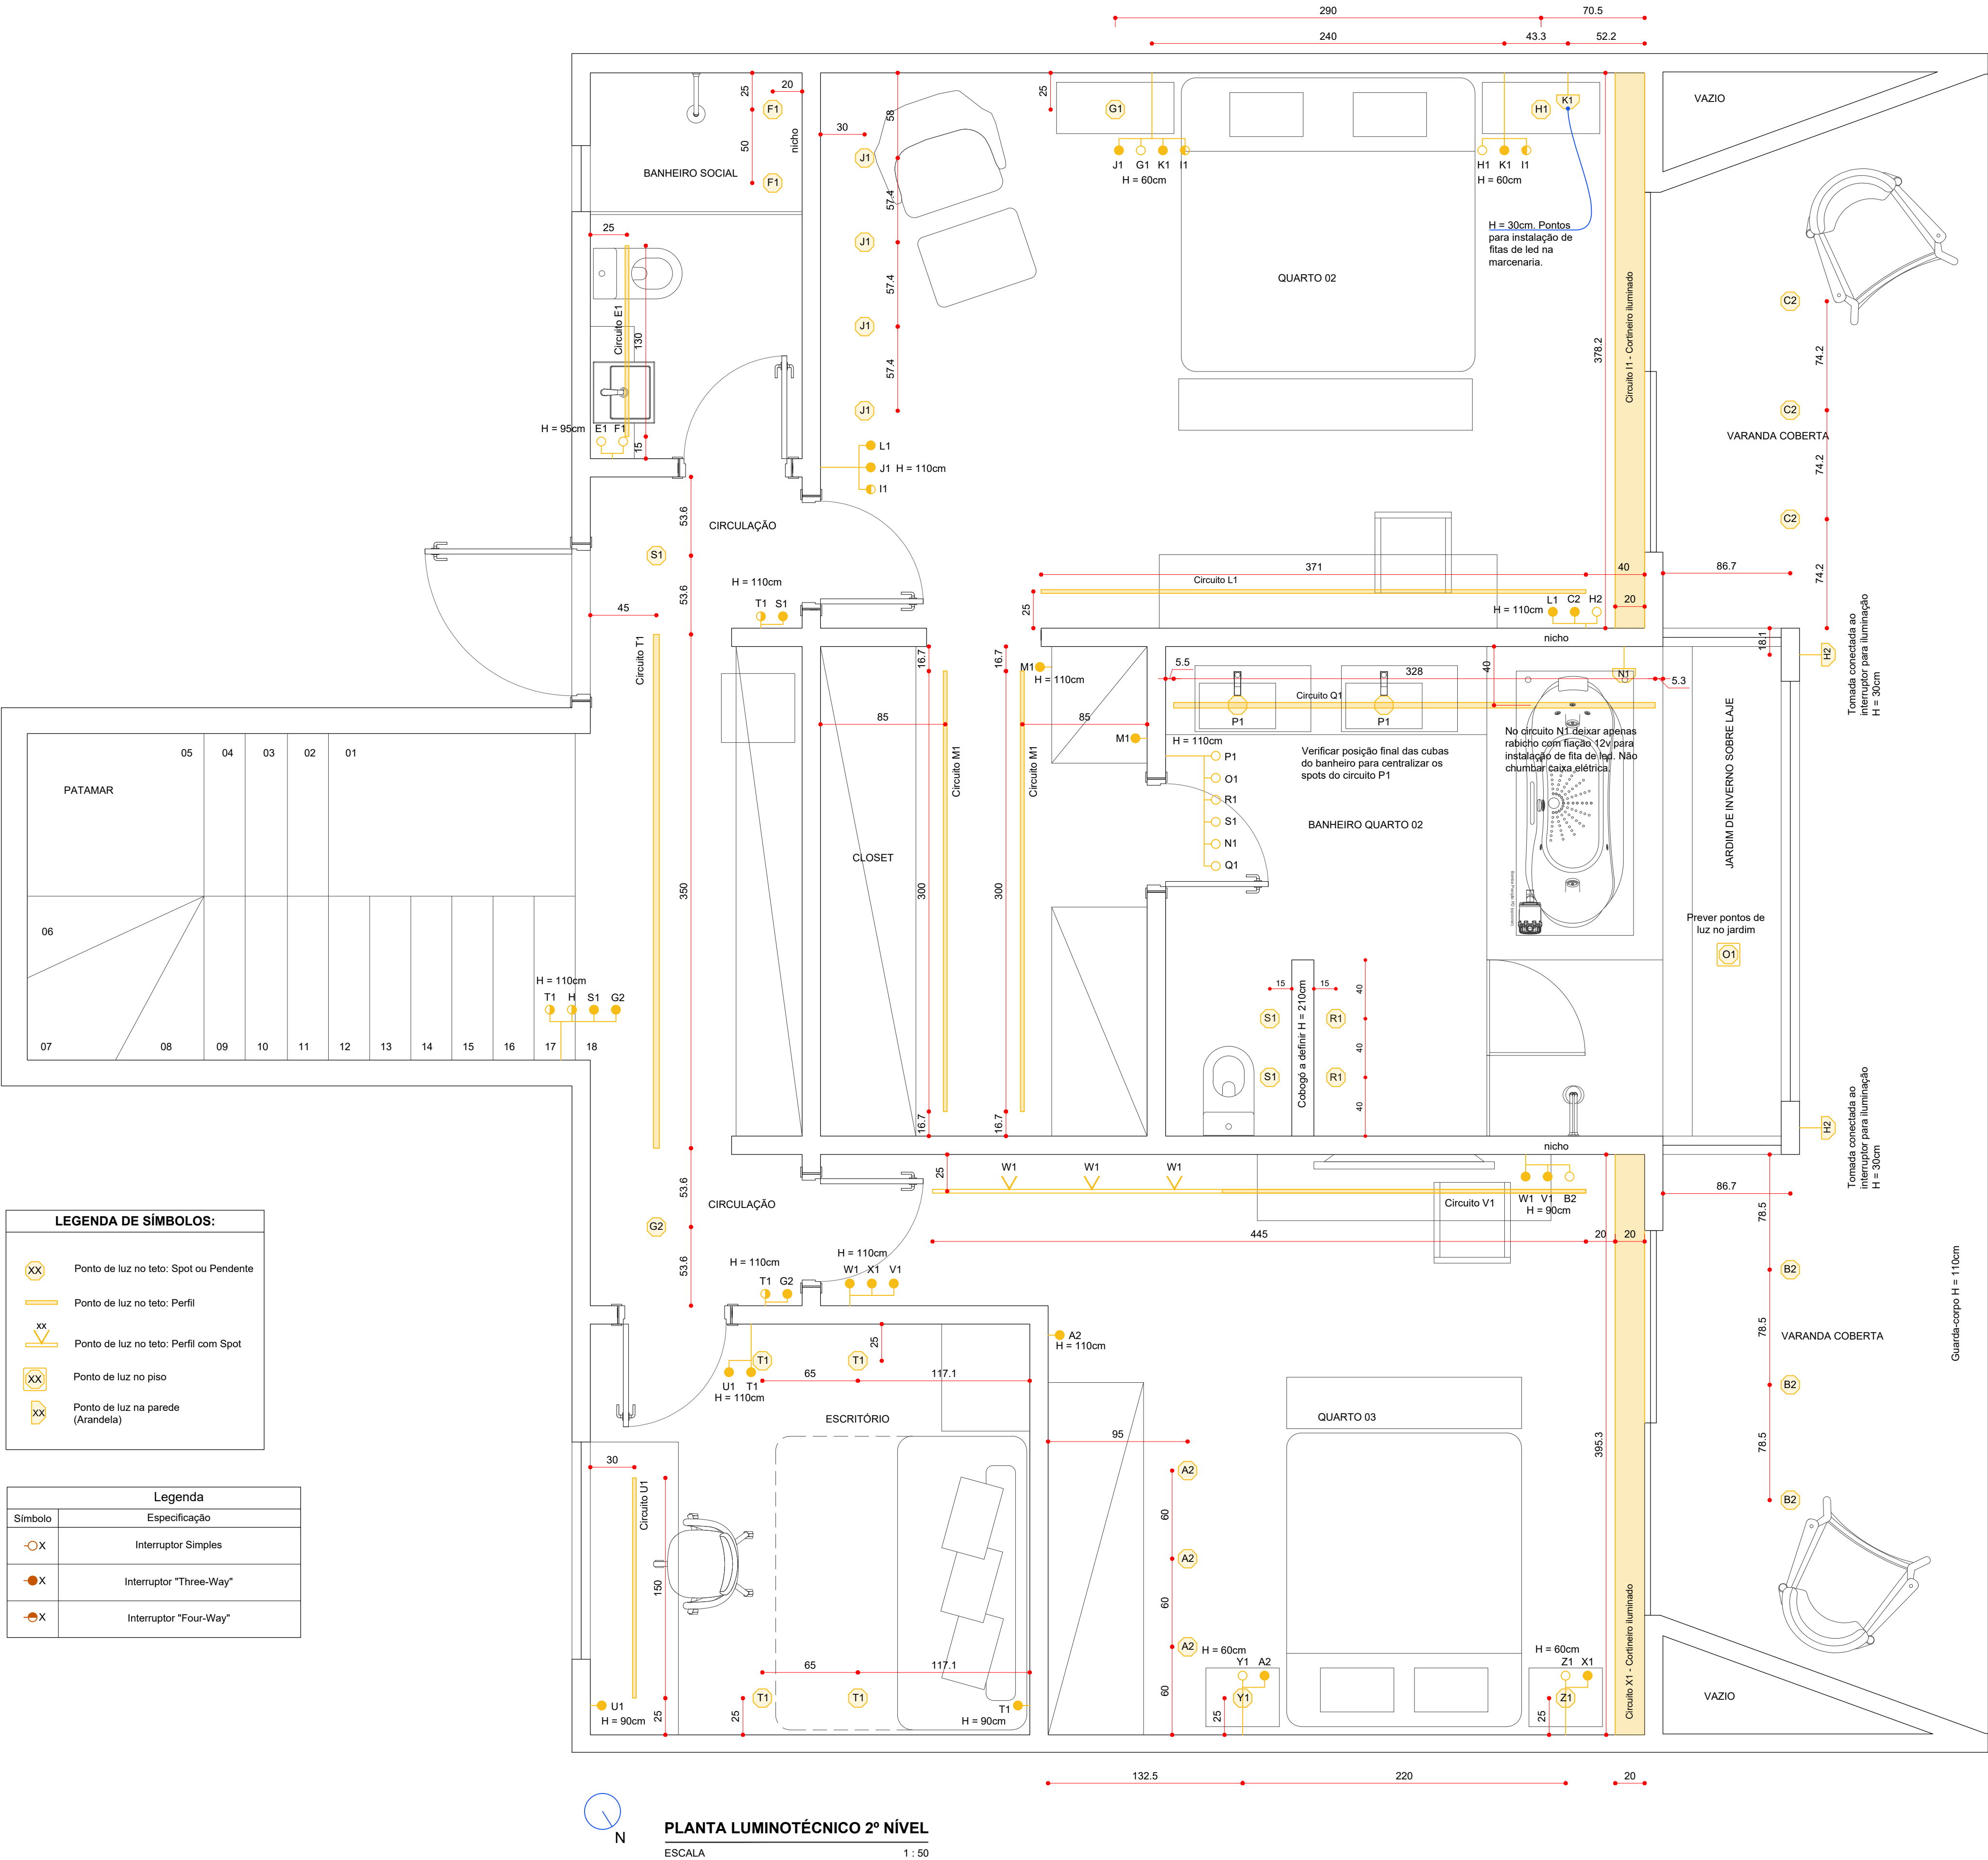 290
70.5
240
43.3
52.2
25
20
F1
50
F1
nicho
BANHEIRO SOCIAL
30
58
J1
57.4
J1
57.4
J1
57.4
J1
25
G1
J1 G1 K1 I1
H = 60cm
H1
K1
H1 K1 I1
H = 60cm
H = 30cm. Pontos
para instalação de
fitas de led na
marcenaria.
QUARTO 02
378.2
Circuito I1 - Cortineiro iluminado
VAZIO
C2
74.2
C2
VARANDA COBERTA
74.2
C2
74.2
25
Circuito E1
130
H = 95cm
E1 F1
15
L1
J1 H = 110cm
I1
53.6
CIRCULAÇÃO
S1
53.6
45
H = 110cm
T1 S1
371
40
Circuito L1
25
H = 110cm
L1 C2 H2
20
86.7
nicho
18.1
H2
Tomada conectada ao
interruptor para iluminação
H = 30cm
Circuito T1
350
16.7
16.7
M1
H = 110cm
85
85
Circuito M1
Circuito M1
M1
CLOSET
300
300
16.7
16.7
5.5
328
40
5.3
N1
Circuito Q1
P1
P1
H = 110cm
P1
O1
R1
S1
N1
Q1
Verificar posição final das cubas
do banheiro para centralizar os
spots do circuito P1
No circuito N1 deixar apenas
rabicho com fiação 12v para
instalação de fita de led. Não
chumbar caixa elétrica.
BANHEIRO QUARTO 02
JARDIM DE INVERNO SOBRE LAJE
Prever pontos de
luz no jardim
O1
15
15
40
S1
R1
40
S1
R1
40
Cobogó a definir H = 210cm
nicho
H2
Tomada conectada ao
interruptor para iluminação
H = 30cm
PATAMAR
05 04 03 02 01
06
07 08 09 10 11 12 13 14 15 16 17 18
H = 110cm
T1 H S1 G2
53.6
CIRCULAÇÃO
G2
53.6
H = 110cm
T1 G2
H = 110cm
W1 X1 V1
25
W1 W1 W1
Circuito V1
W1 V1 B2
H = 90cm
445
20
20
86.7
78.5
B2
78.5
VARANDA COBERTA
B2
78.5
B2
Guarda-corpo H = 110cm
U1 T1
H = 110cm
T1
T1
25
65
117.1
ESCRITÓRIO
30
Circuito U1
150
U1
H = 90cm
25
65
117.1
T1
T1
25
T1
H = 90cm
A2
H = 110cm
95
QUARTO 03
395.3
A2
60
A2
60
A2
60
H = 60cm
Y1 A2
Y1
25
H = 60cm
Z1 X1
Z1
25
Circuito X1 - Cortineiro iluminado
VAZIO
132.5
220
20
LEGENDA DE SÍMBOLOS:
XX
Ponto de luz no teto: Spot ou Pendente
Ponto de luz no teto: Perfil
XX
Ponto de luz no teto: Perfil com Spot
XX
Ponto de luz no piso
XX
Ponto de luz na parede
(Arandela)
Legenda
Símbolo Especificação
X Interruptor Simples
X Interruptor "Three-Way"
X Interruptor "Four-Way"
N
PLANTA LUMINOTÉCNICO 2º NÍVEL
ESCALA 1 : 50